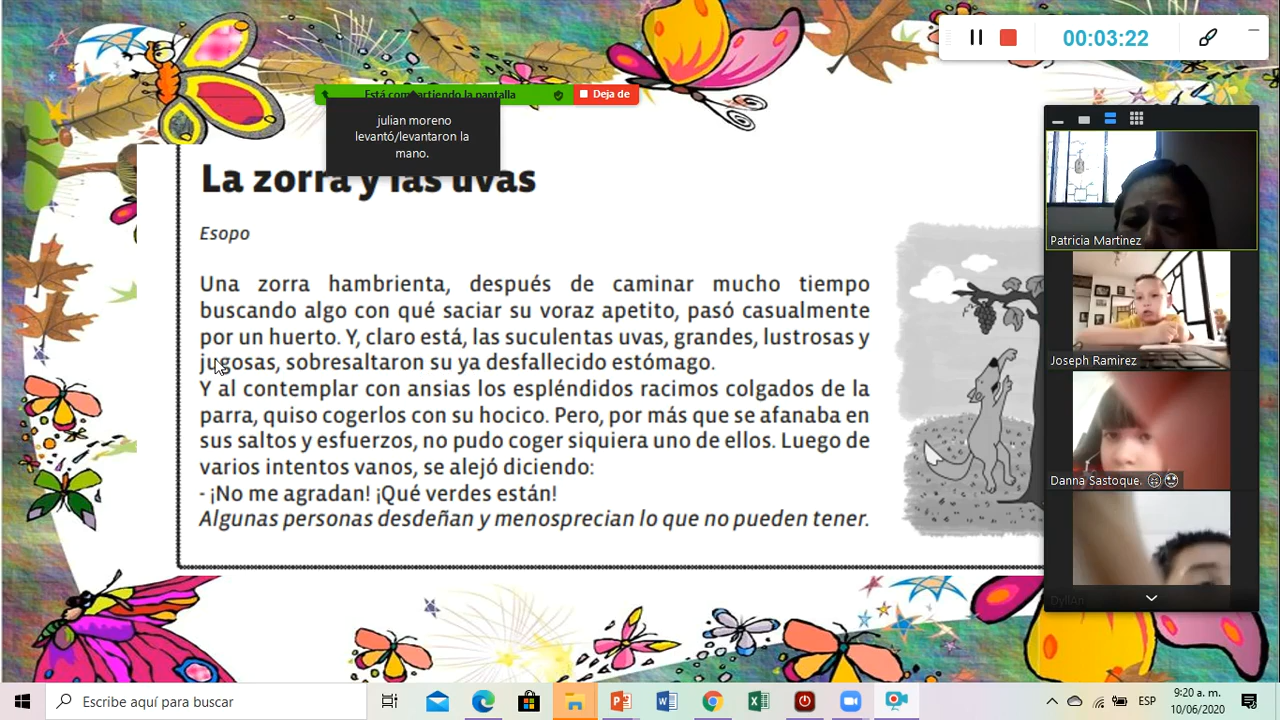 00:03:22
Está compartiendo la pantalla
Deja de
julian moreno
levantó/levantaron la
mano.
La zorra y las uvas
Esopo
Una zorra hambrienta, después de caminar mucho tiempo
buscando algo con qué saciar su voraz apetito, pasó casualmente
por un huerto. Y, claro está, las suculentas uvas, grandes, lustrosas y
jugosas, sobresaltaron su ya desfallecido estómago.
Y al contemplar con ansias los espléndidos racimos colgados de la
parra, quiso cogerlos con su hocico. Pero, por más que se afanaba en
sus saltos y esfuerzos, no pudo coger siquiera uno de ellos. Luego de
varios intentos vanos, se alejó diciendo:
- ¡No me agradan! ¡Qué verdes están!
Algunas personas desdeñan y menosprecian lo que no pueden tener.
Patricia Martinez
Joseph Ramirez
Danna Sastoque.
Escribe aquí para buscar
ESP
9:20 a. m.
10/06/2020